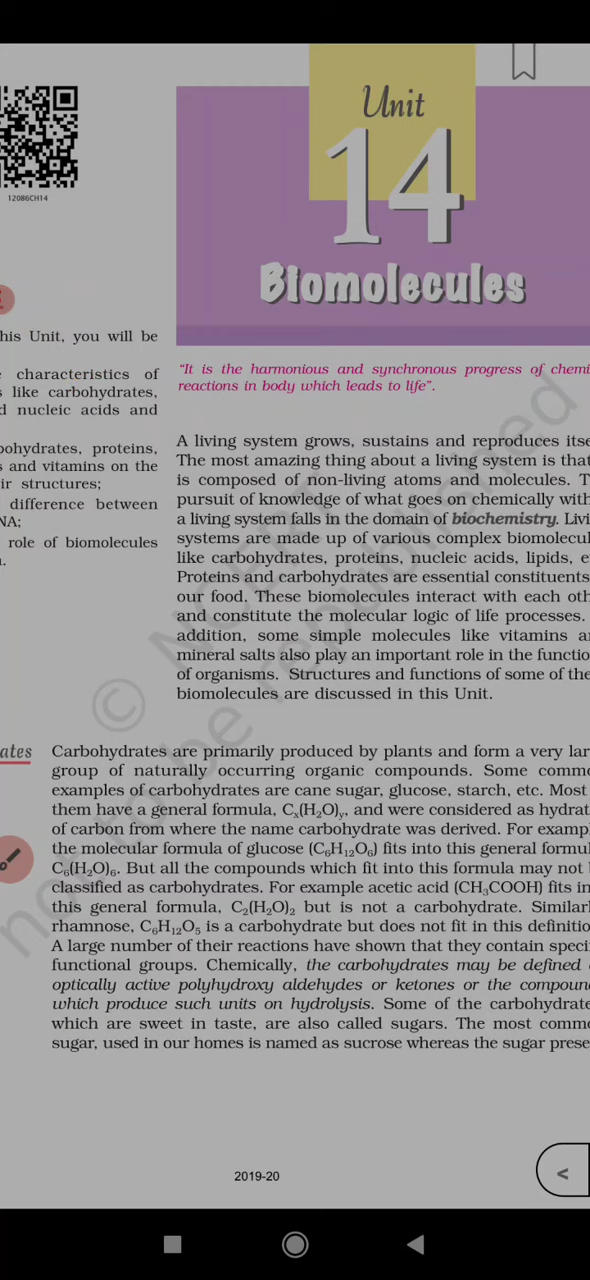 Unit
14
Biomolecules
12086CH14
his Unit, you will be
characteristics of
s like carbohydrates,
d nucleic acids and
bohydrates, proteins,
s and vitamins on the
ir structures;
difference between
NA;
role of biomolecules
"It is the harmonious and synchronous progress of chemi
reactions in body which leads to life".
A living system grows, sustains and reproduces itse
The most amazing thing about a living system is that
is composed of non-living atoms and molecules. T
pursuit of knowledge of what goes on chemically with
a living system falls in the domain of biochemistry. Livi
systems are made up of various complex biomolecul
like carbohydrates, proteins, nucleic acids, lipids, e
Proteins and carbohydrates are essential constituents
our food. These biomolecules interact with each oth
and constitute the molecular logic of life processes.
addition, some simple molecules like vitamins a
mineral salts also play an important role in the functio
of organisms. Structures and functions of some of the
biomolecules are discussed in this Unit.
© NCERT
not to be republished
ates
Carbohydrates are primarily produced by plants and form a very lar
group of naturally occurring organic compounds. Some commo
examples of carbohydrates are cane sugar, glucose, starch, etc. Most
them have a general formula, Cₓ(H₂O)ᵧ, and were considered as hydrat
of carbon from where the name carbohydrate was derived. For exampl
the molecular formula of glucose (C₆H₁₂O₆) fits into this general formul
C₆(H₂O)₆. But all the compounds which fit into this formula may not b
classified as carbohydrates. For example acetic acid (CH₃COOH) fits in
this general formula, C₂(H₂O)₂ but is not a carbohydrate. Similarl
rhamnose, C₆H₁₂O₅ is a carbohydrate but does not fit in this definitio
A large number of their reactions have shown that they contain speci
functional groups. Chemically, the carbohydrates may be defined
optically active polyhydroxy aldehydes or ketones or the compoun
which produce such units on hydrolysis. Some of the carbohydrate
which are sweet in taste, are also called sugars. The most commo
sugar, used in our homes is named as sucrose whereas the sugar prese
2019-20
<